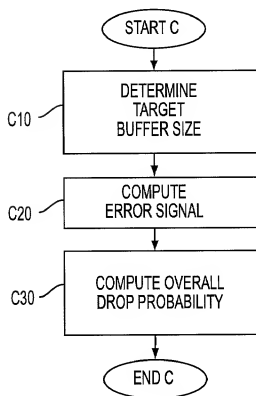 START C
C10
DETERMINE
TARGET
BUFFER SIZE
C20
COMPUTE
ERROR SIGNAL
C30
COMPUTE OVERALL
DROP PROBABILITY
END C